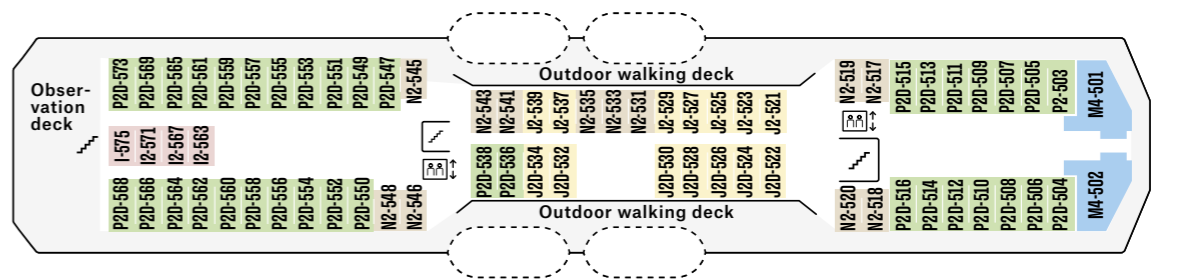 P2D-573 P2D-569 P2D-565 P2D-561 P2D-559 P2D-557 P2D-555 P2D-553 P2D-551 P2D-549 P2D-547 N2-545
Outdoor walking deck
N2-519 N2-517 P2D-515 P2D-513 P2D-511 P2D-509 P2D-507 P2D-505 P2-503 M4-501
Obser-
vation
deck
N2-543 N2-541 J2-539 J2-537 N2-535 N2-533 N2-531 J2-529 J2-527 J2-525 J2-523 J2-521
I-575 I2-571 I2-567 I2-563
P2D-538 P2D-536 J2D-534 J2D-532 J2D-530 J2D-528 J2D-526 J2D-524 J2D-522
P2D-568 P2D-566 P2D-564 P2D-562 P2D-560 P2D-558 P2D-556 P2D-554 P2D-552 P2D-550 N2-548 N2-546
Outdoor walking deck
N2-520 N2-518 P2D-516 P2D-514 P2D-512 P2D-510 P2D-508 P2D-506 P2D-504 M4-502